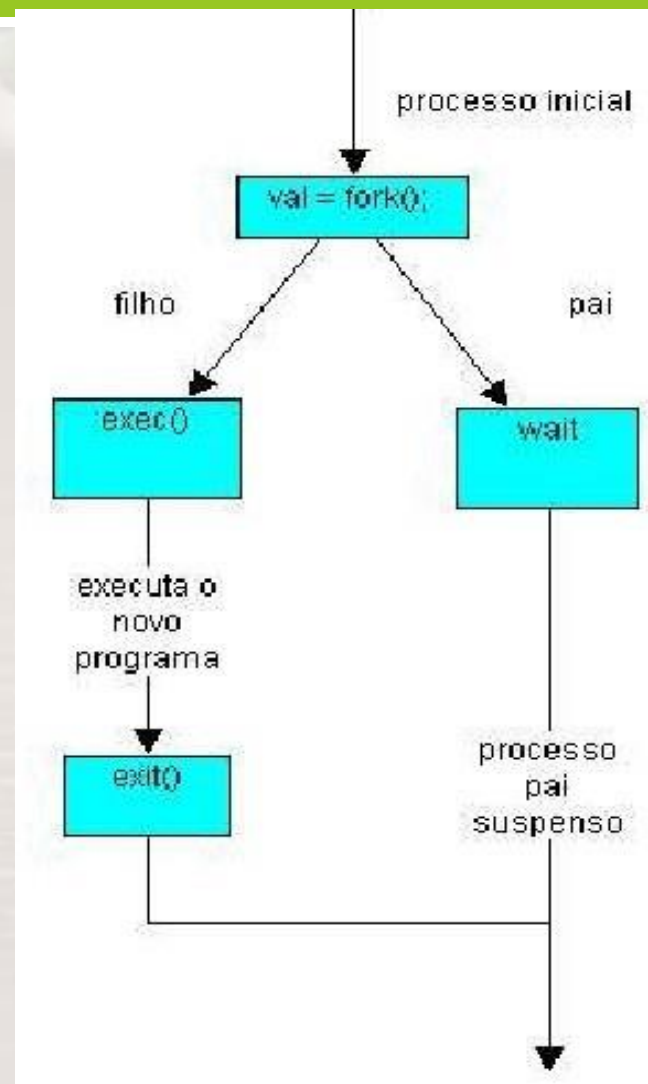 processo inicial
val = fork();
filho
pai
exec()
wait
executa o
novo
programa
exit()
processo
pai
suspenso